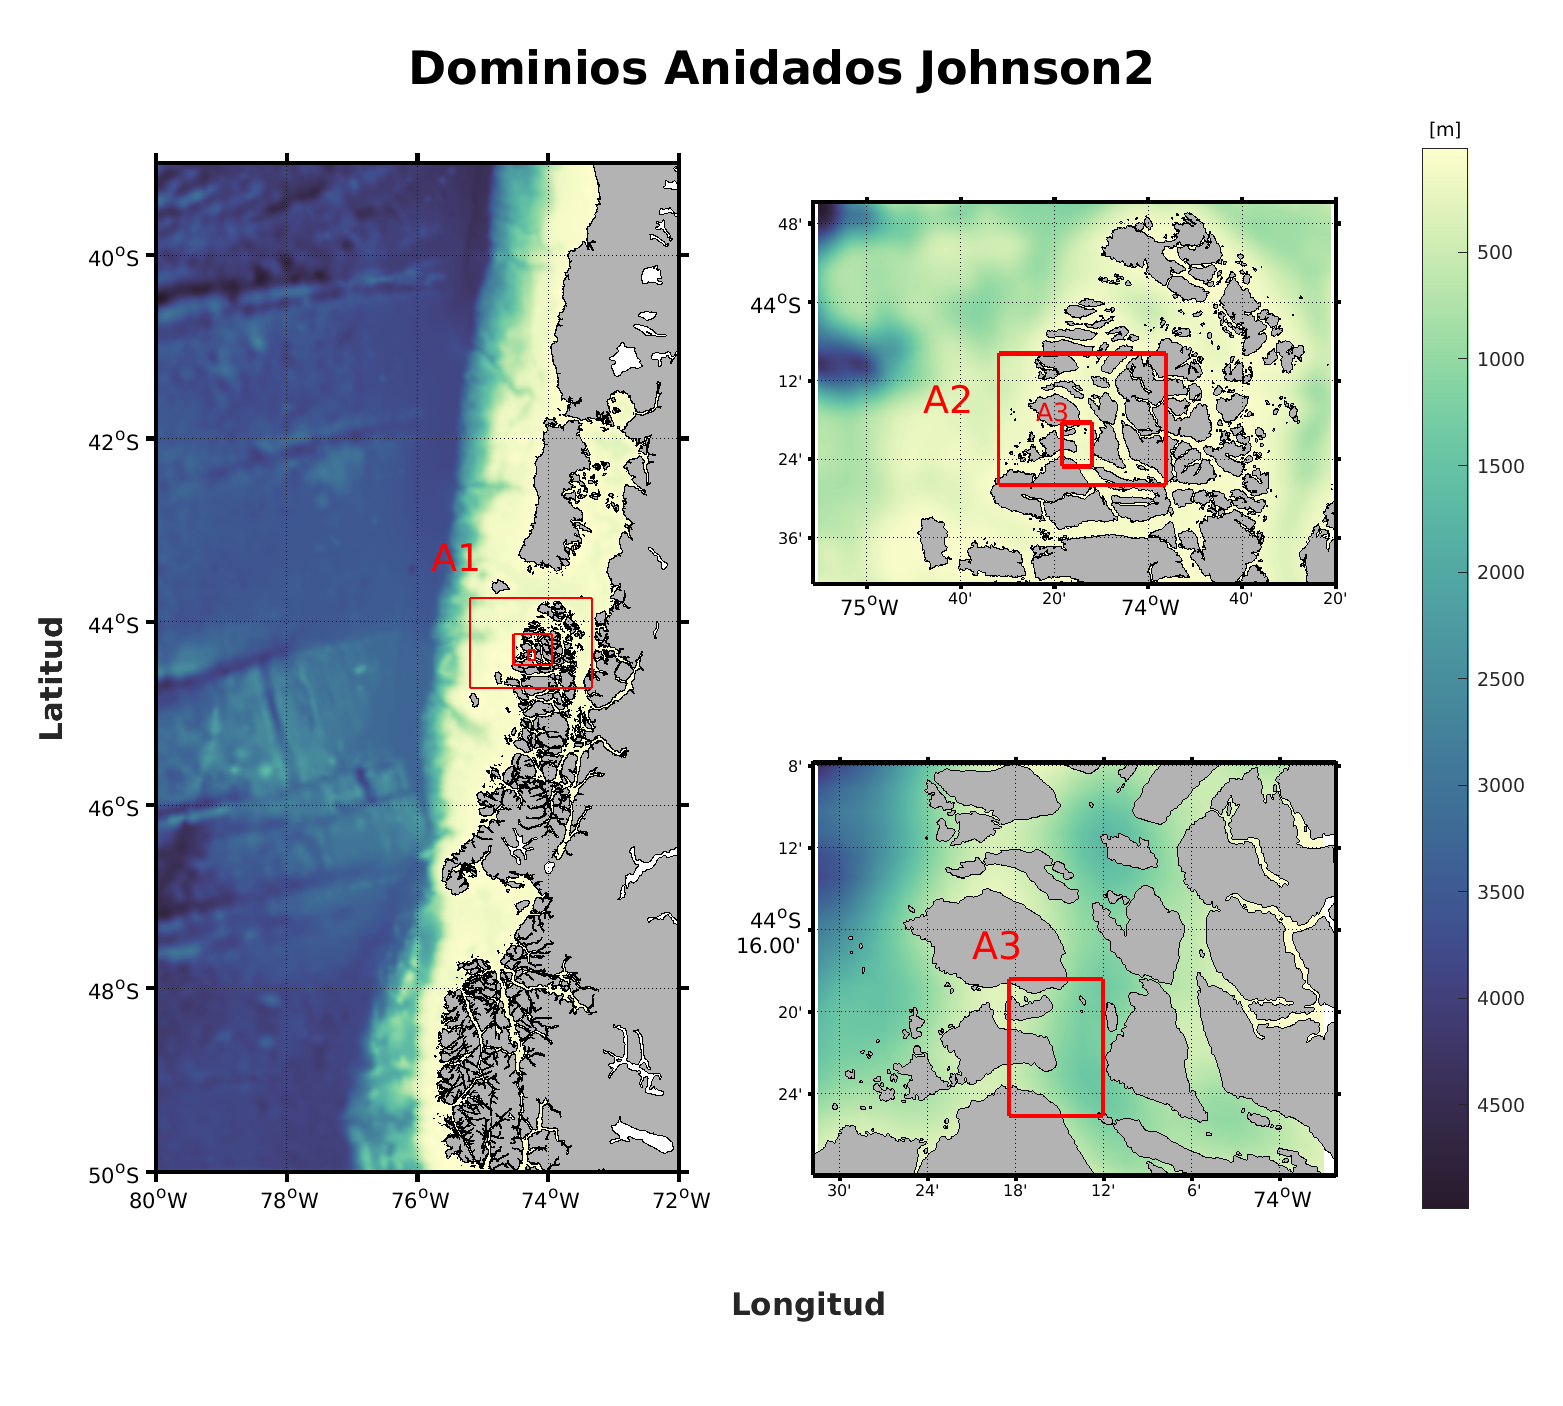 Dominios Anidados Johnson2
[m]
500
1000
1500
2000
2500
3000
3500
4000
4500
Latitud
40°S
42°S
44°S
46°S
48°S
50°S
80°W
78°W
76°W
74°W
72°W
A1
48'
44°S
12'
24'
36'
75°W
40'
20'
74°W
40'
20'
A2
A3
8'
12'
44°S
16.00'
20'
24'
30'
24'
18'
12'
6'
74°W
A3
Longitud